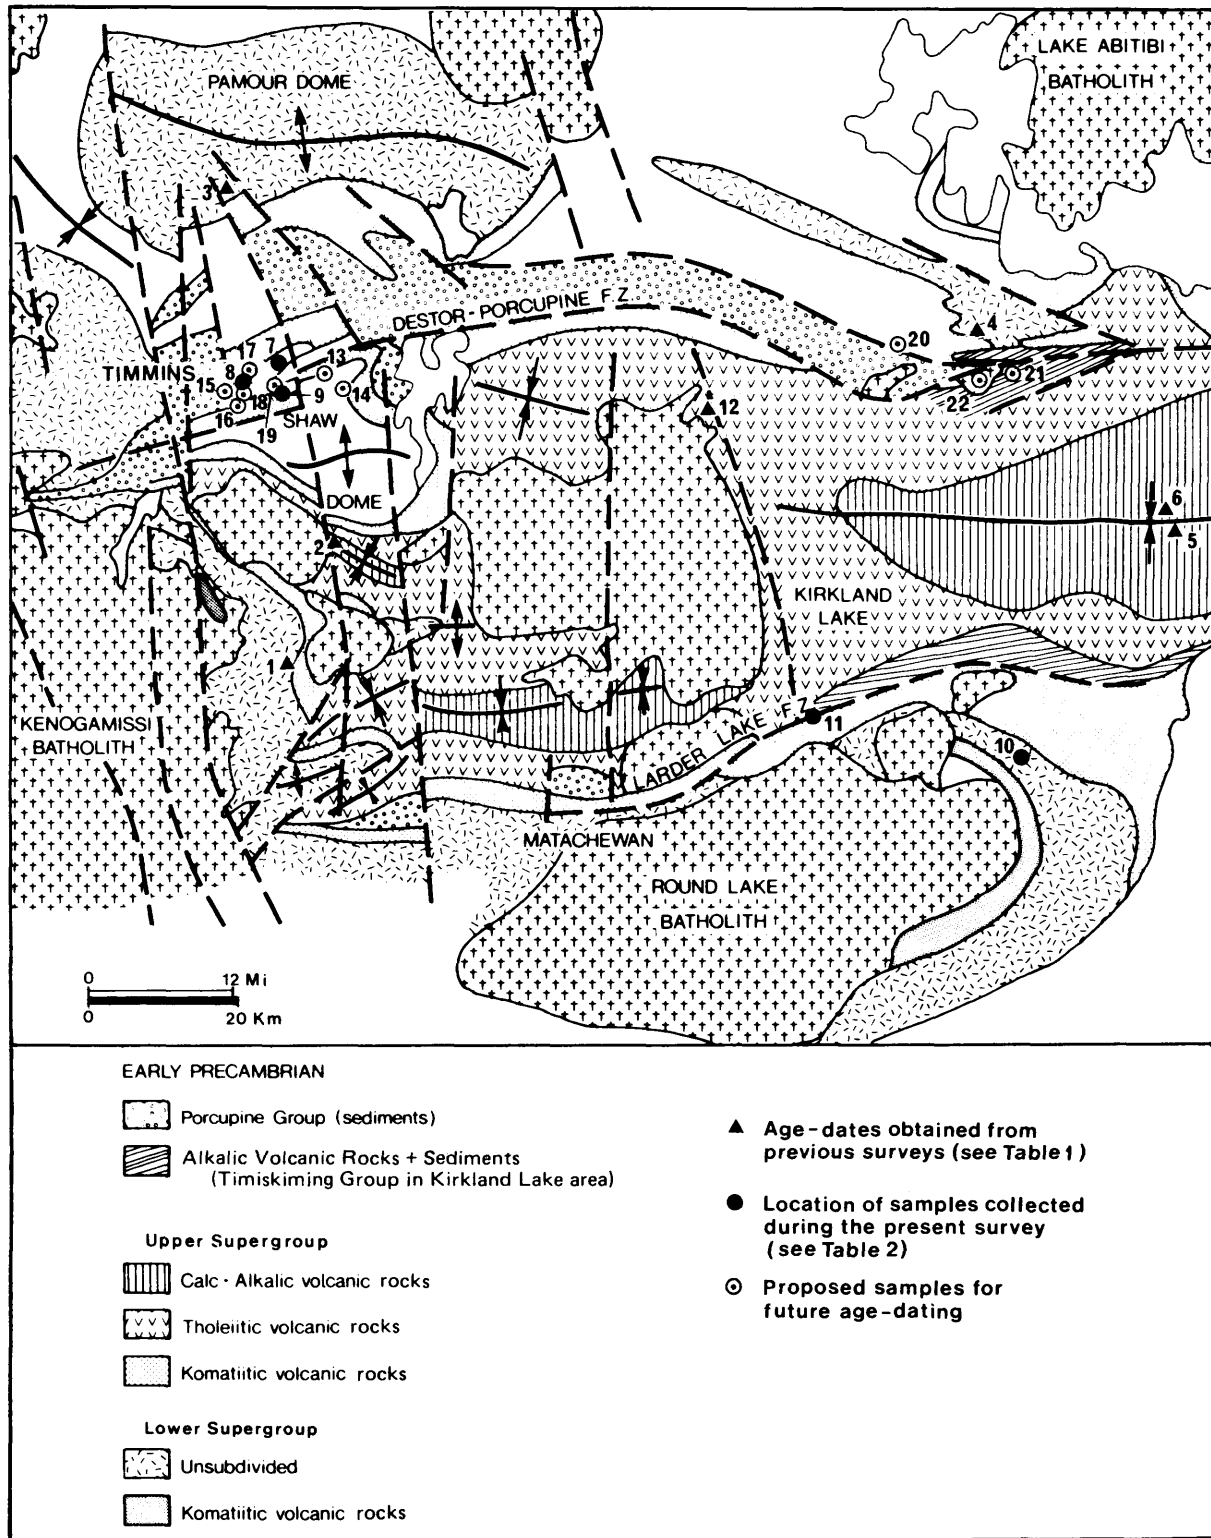 LAKE ABITIBI
BATHOLITH
PAMOUR DOME
3
DESTOR-PORCUPINE F.Z.
4
20
17
7
13
TIMMINS
8
15
9
14
21
12
22
16
18
SHAW
19
6
DOME
5
2
KIRKLAND
LAKE
1
KENOGAMISSI
BATHOLITH
LARDER LAKE F.Z.
11
10
MATACHEWAN
ROUND LAKE
BATHOLITH
0 12 Mi
0 20 Km
EARLY PRECAMBRIAN
Porcupine Group (sediments)
Alkalic Volcanic Rocks + Sediments
(Timiskiming Group in Kirkland Lake area)
Upper Supergroup
Calc-Alkalic volcanic rocks
Tholeiitic volcanic rocks
Komatiitic volcanic rocks
Lower Supergroup
Unsubdivided
Komatiitic volcanic rocks
Age-dates obtained from
previous surveys (see Table 1)
Location of samples collected
during the present survey
(see Table 2)
Proposed samples for
future age-dating